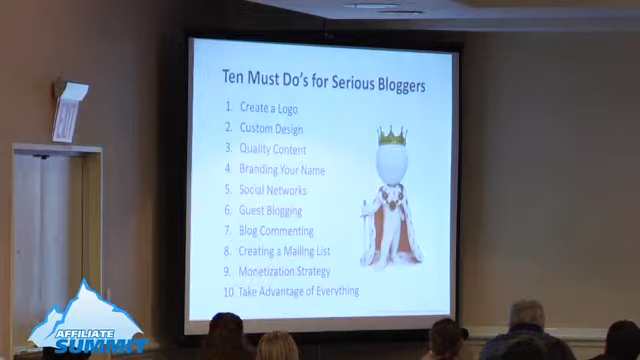 Ten Must Do's for Serious Bloggers
1. Create a Logo
2. Custom Design
3. Quality Content
4. Branding Your Name
5. Social Networks
6. Guest Blogging
7. Blog Commenting
8. Creating a Mailing List
9. Monetization Strategy
10. Take Advantage of Everything
AFFILIATE
SUMMIT